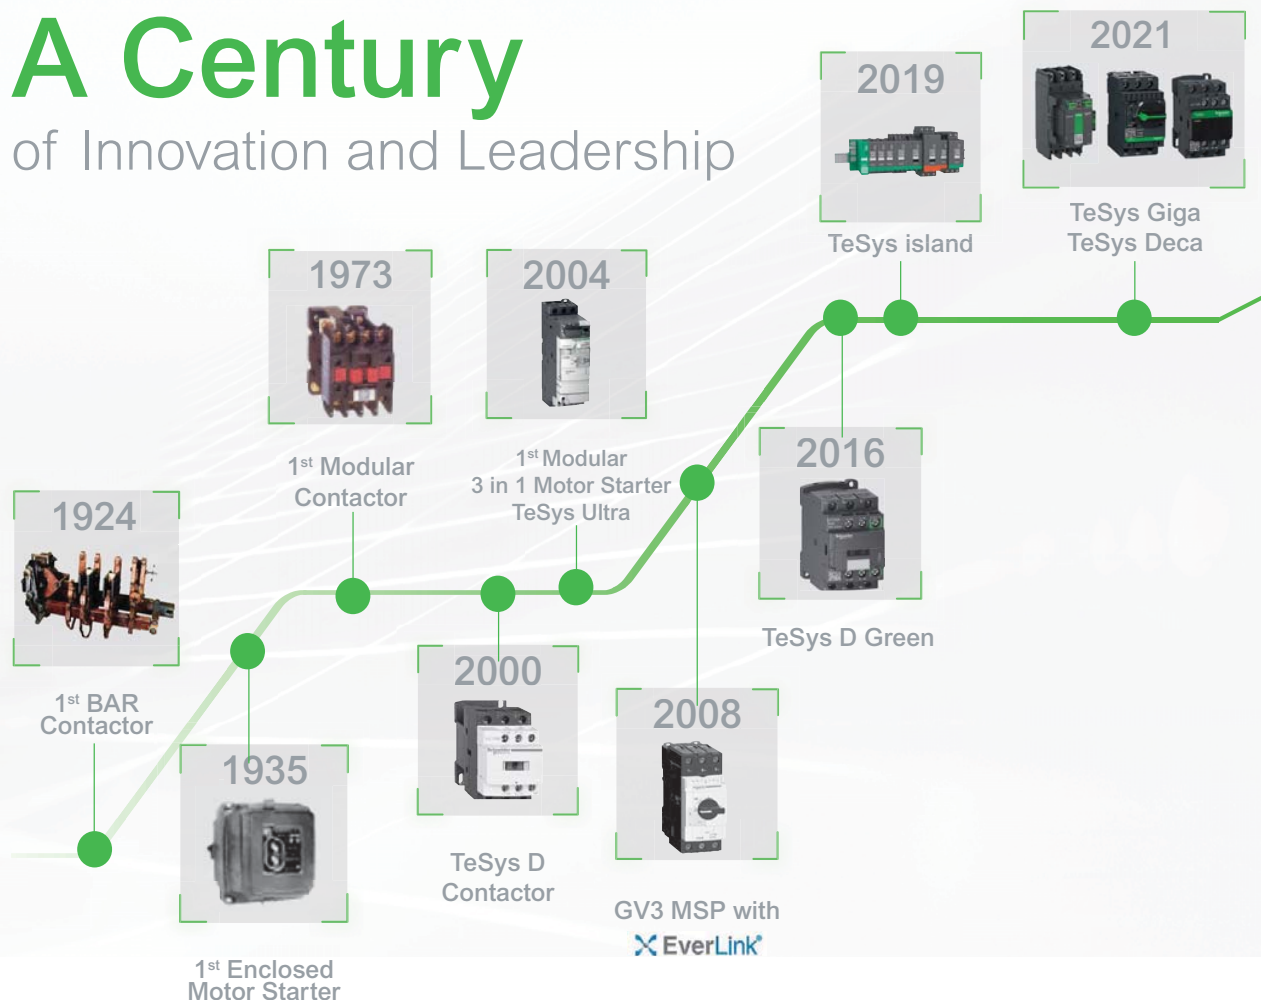 A Century
of Innovation and Leadership
1924
1st BAR
Contactor
1935
1st Enclosed
Motor Starter
1973
1st Modular
Contactor
2000
TeSys D
Contactor
2004
1st Modular
3 in 1 Motor Starter
TeSys Ultra
2008
GV3 MSP with
EverLink®
2016
TeSys D Green
2019
TeSys island
2021
TeSys Giga
TeSys Deca